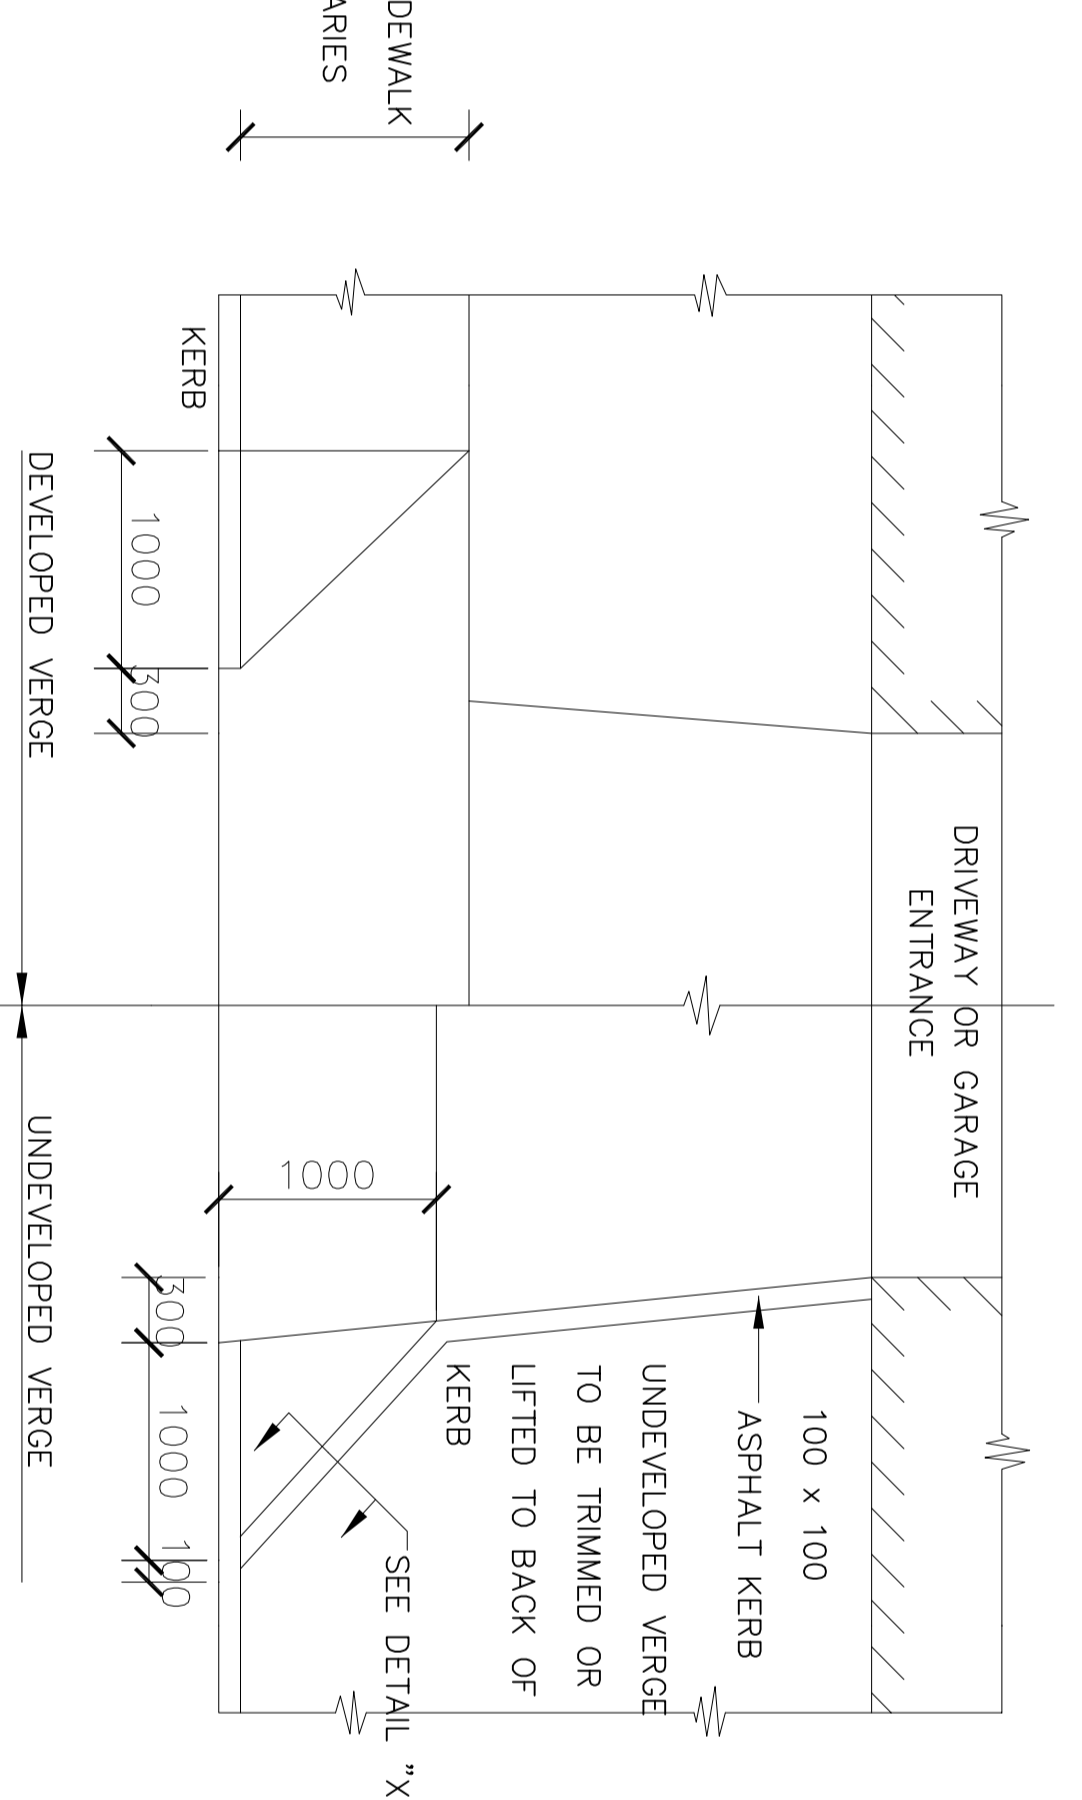 DRIVEWAY OR GARAGE
ENTRANCE
100 x 100
ASPHALT KERB
UNDEVELOPED VERGE
TO BE TRIMMED OR
LIFTED TO BACK OF
KERB
DEWALK
ARIES
SEE DETAIL "X
1000
KERB
1000
300
300
1000
100
DEVELOPED VERGE
UNDEVELOPED VERGE